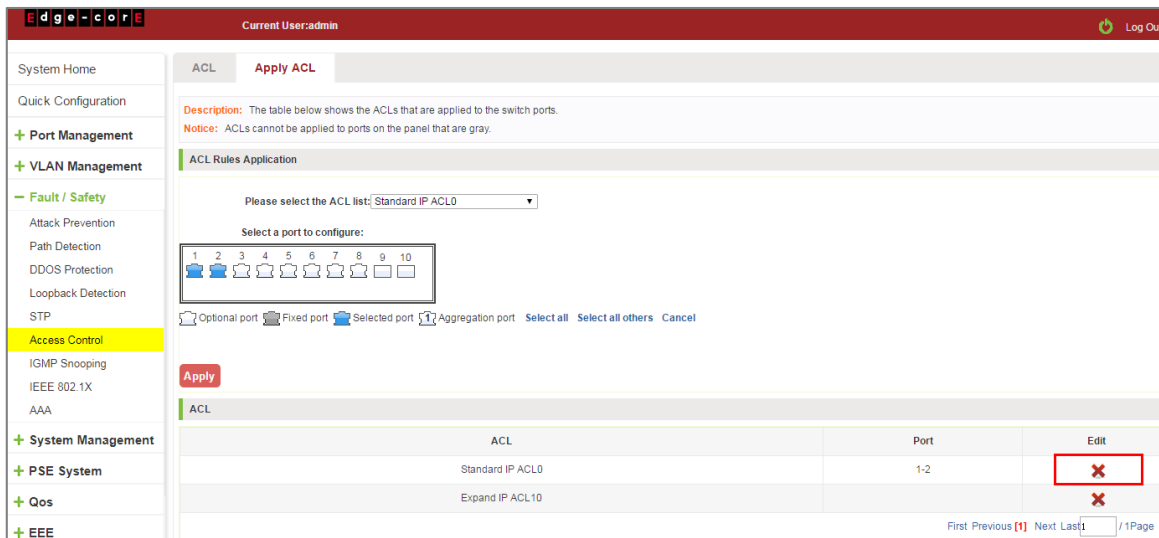 Edge-corE
Current User:admin
Log Ou
System Home
Quick Configuration
+ Port Management
+ VLAN Management
− Fault / Safety
Attack Prevention
Path Detection
DDOS Protection
Loopback Detection
STP
Access Control
IGMP Snooping
IEEE 802.1X
AAA
+ System Management
+ PSE System
+ Qos
+ EEE
ACL Apply ACL
Description: The table below shows the ACLs that are applied to the switch ports.
Notice: ACLs cannot be applied to ports on the panel that are gray.
ACL Rules Application
Please select the ACL list: Standard IP ACL0
Select a port to configure:
1 2 3 4 5 6 7 8 9 10
Optional port Fixed port Selected port 1 Aggregation port Select all Select all others Cancel
Apply
ACL
ACL Port Edit
Standard IP ACL0 1-2
Expand IP ACL10
First Previous [1] Next Last 1 / 1Page